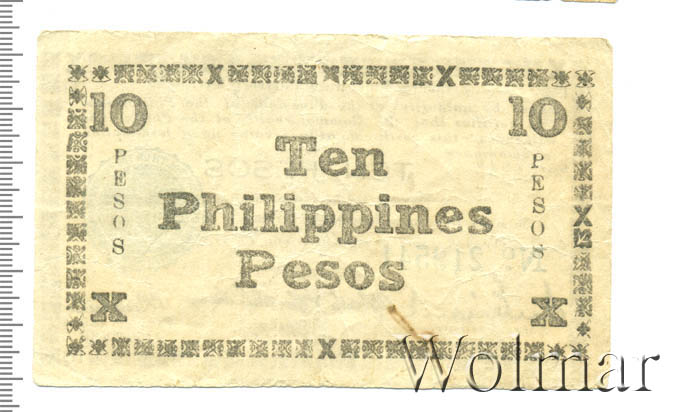 X X
10 10
PESOS PESOS
Ten
Philippines
Pesos
X X
X X
X
Wolmar